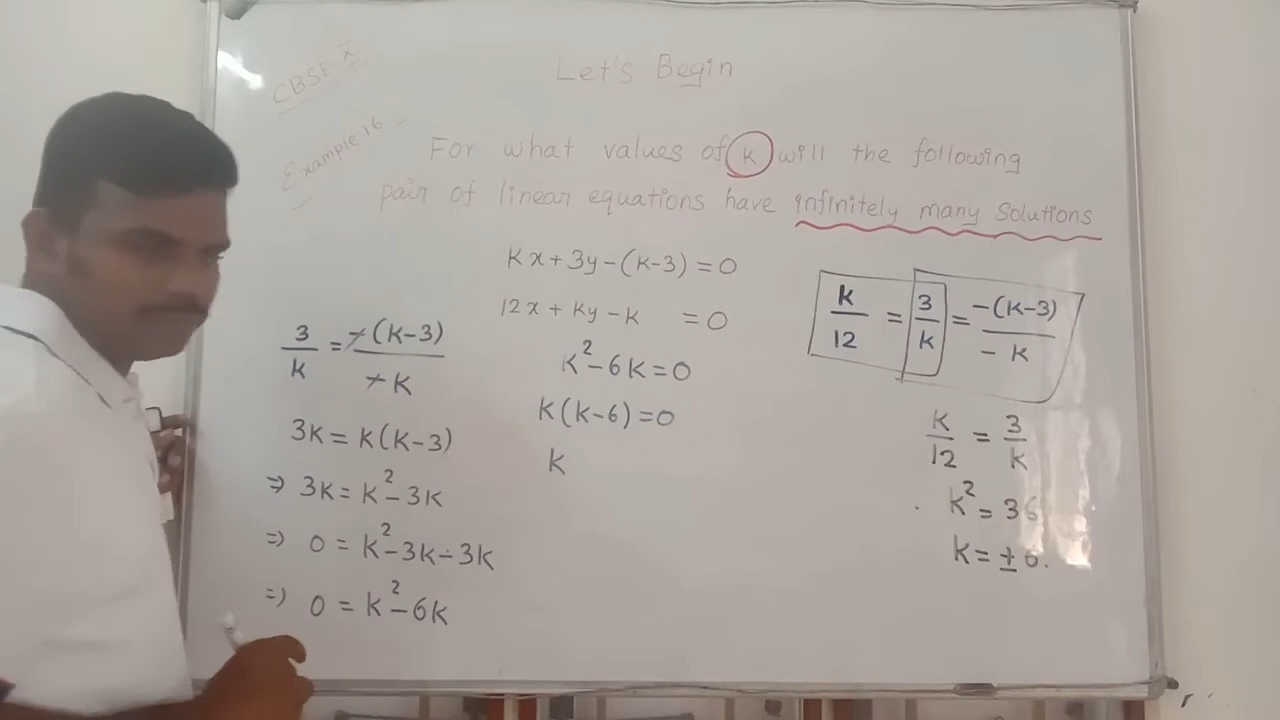 CBSE X
Let's Begin
Example 16
For what values of k will the following
pair of linear equations have infinitely many Solutions
Kx+3y-(K-3)=0
12x+Ky-K =0
K²-6K=0
K(K-6)=0
K
3/K = -(K-3)/-K
3K=K(K-3)
⇒ 3K=K²-3K
⇒ 0=K²-3K-3K
⇒ 0=K²-6K
K/12 = 3/K = -(K-3)/-K
K/12 = 3/K
K²=36
K=±6.